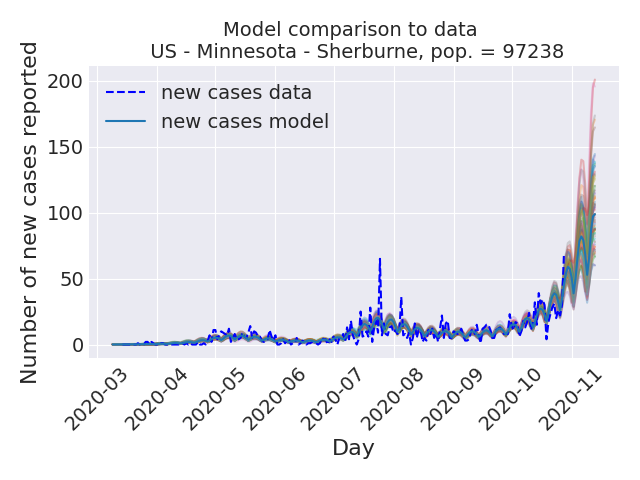 Model comparison to data
US - Minnesota - Sherburne, pop. = 97238
Number of new cases reported
200
150
100
50
0
new cases data
new cases model
2020-03
2020-04
2020-05
2020-06
2020-07
2020-08
2020-09
2020-10
2020-11
Day